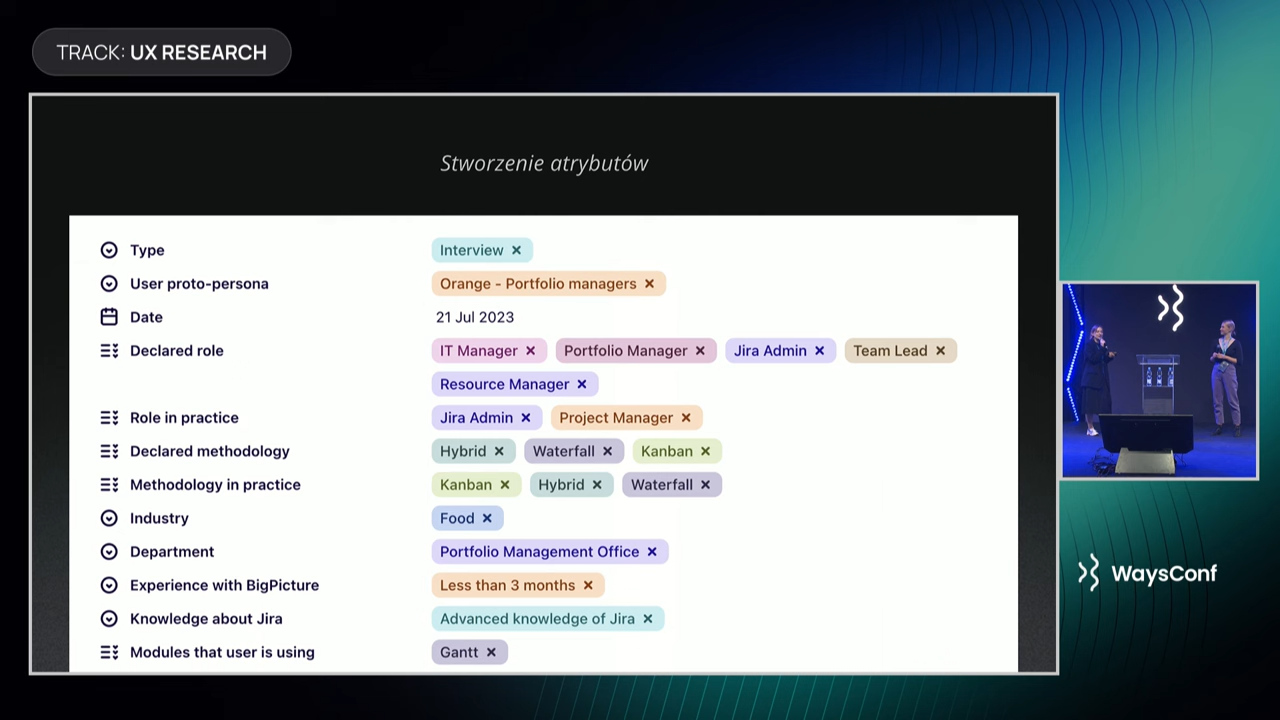 TRACK: UX RESEARCH
Stworzenie atrybutów
Type Interview ×
User proto-persona Orange - Portfolio managers ×
Date 21 Jul 2023
Declared role IT Manager × Portfolio Manager × Jira Admin × Team Lead ×
Resource Manager ×
Role in practice Jira Admin × Project Manager ×
Declared methodology Hybrid × Waterfall × Kanban ×
Methodology in practice Kanban × Hybrid × Waterfall ×
Industry Food ×
Department Portfolio Management Office ×
Experience with BigPicture Less than 3 months ×
Knowledge about Jira Advanced knowledge of Jira ×
Modules that user is using Gantt ×
WaysConf